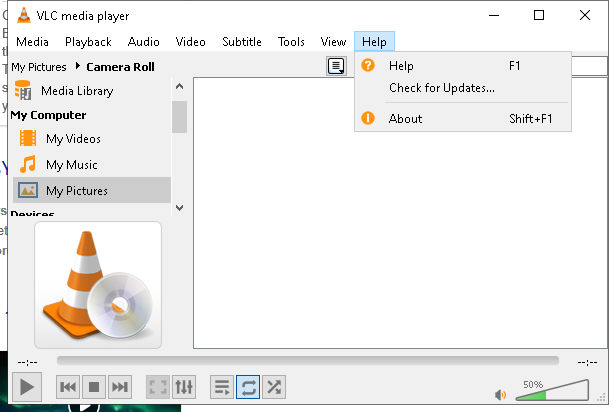 VLC media player
Media Playback Audio Video Subtitle Tools View Help
My Pictures Camera Roll
Help F1
Media Library
Check for Updates...
My Computer
About Shift+F1
My Videos
My Music
My Pictures
Devices
--:-- --:--
50%